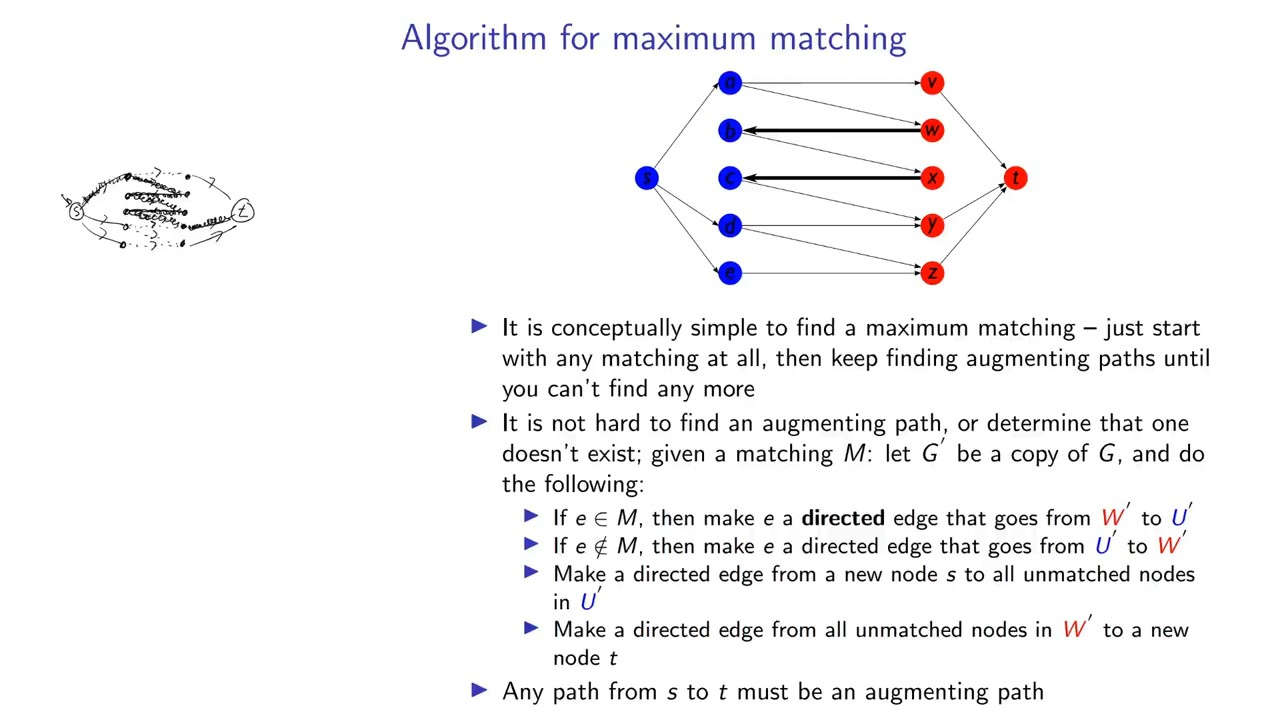 Algorithm for maximum matching
a
v
b
w
s
c
x
t
d
y
e
z
s
t
▶ It is conceptually simple to find a maximum matching – just start
with any matching at all, then keep finding augmenting paths until
you can't find any more
▶ It is not hard to find an augmenting path, or determine that one
doesn't exist; given a matching M: let G′ be a copy of G, and do
the following:
▶ If e ∈ M, then make e a directed edge that goes from W′ to U′
▶ If e ∉ M, then make e a directed edge that goes from U′ to W′
▶ Make a directed edge from a new node s to all unmatched nodes
in U′
▶ Make a directed edge from all unmatched nodes in W′ to a new
node t
▶ Any path from s to t must be an augmenting path